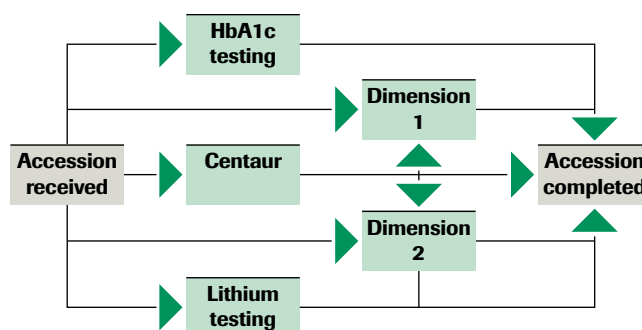 HbA1c
testing
Dimension
1
Accession
received
Centaur
Accession
completed
Dimension
2
Lithium
testing